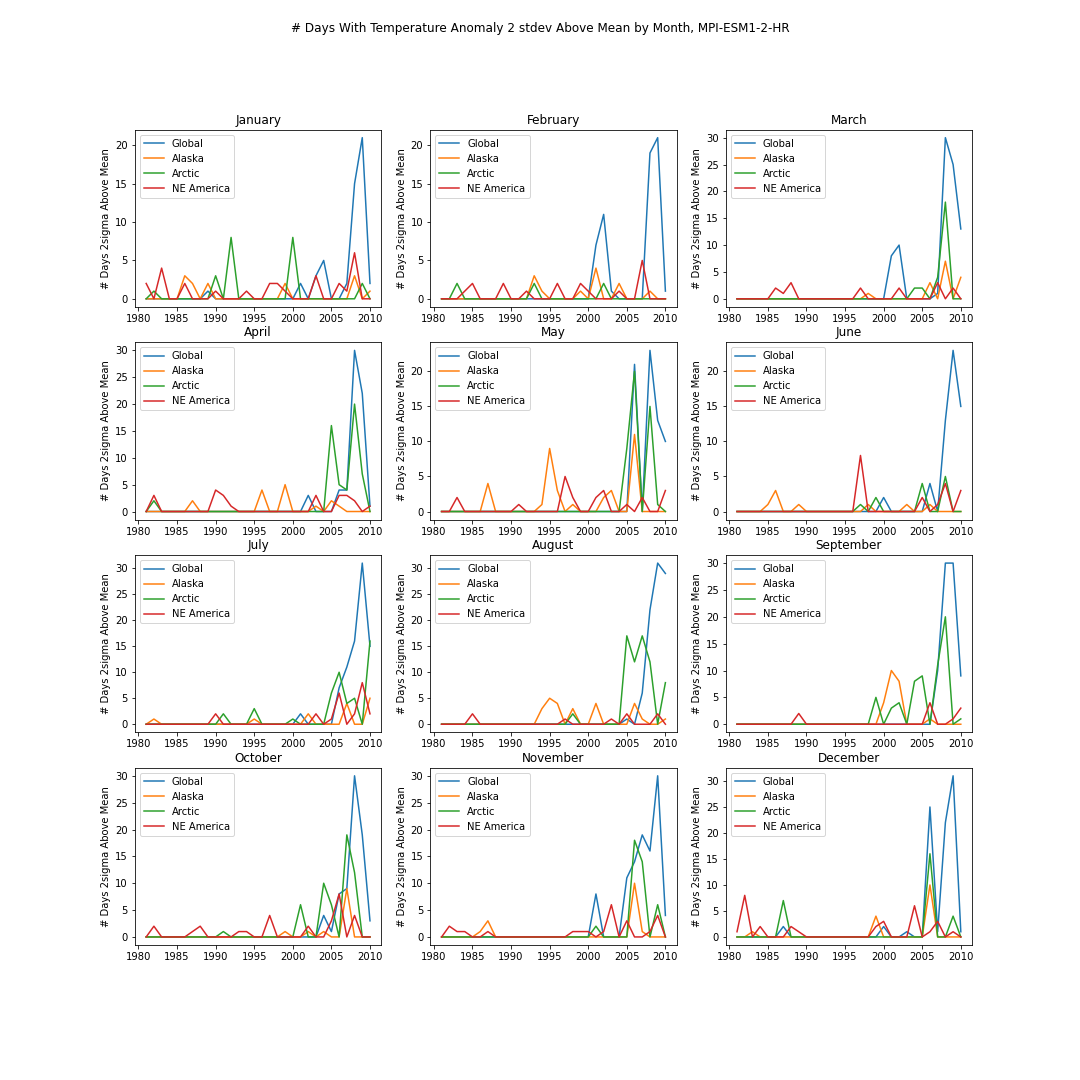 # Days With Temperature Anomaly 2 stdev Above Mean by Month, MPI-ESM1-2-HR
January
# Days 2sigma Above Mean
20
15
10
5
0
Global
Alaska
Arctic
NE America
1980 1985 1990 1995 2000 2005 2010
February
# Days 2sigma Above Mean
20
15
10
5
0
Global
Alaska
Arctic
NE America
1980 1985 1990 1995 2000 2005 2010
March
# Days 2sigma Above Mean
30
25
20
15
10
5
0
Global
Alaska
Arctic
NE America
1980 1985 1990 1995 2000 2005 2010
April
# Days 2sigma Above Mean
30
25
20
15
10
5
0
Global
Alaska
Arctic
NE America
1980 1985 1990 1995 2000 2005 2010
May
# Days 2sigma Above Mean
20
15
10
5
0
Global
Alaska
Arctic
NE America
1980 1985 1990 1995 2000 2005 2010
June
# Days 2sigma Above Mean
20
15
10
5
0
Global
Alaska
Arctic
NE America
1980 1985 1990 1995 2000 2005 2010
July
# Days 2sigma Above Mean
30
25
20
15
10
5
0
Global
Alaska
Arctic
NE America
1980 1985 1990 1995 2000 2005 2010
August
# Days 2sigma Above Mean
30
25
20
15
10
5
0
Global
Alaska
Arctic
NE America
1980 1985 1990 1995 2000 2005 2010
September
# Days 2sigma Above Mean
30
25
20
15
10
5
0
Global
Alaska
Arctic
NE America
1980 1985 1990 1995 2000 2005 2010
October
# Days 2sigma Above Mean
30
25
20
15
10
5
0
Global
Alaska
Arctic
NE America
1980 1985 1990 1995 2000 2005 2010
November
# Days 2sigma Above Mean
30
25
20
15
10
5
0
Global
Alaska
Arctic
NE America
1980 1985 1990 1995 2000 2005 2010
December
# Days 2sigma Above Mean
30
25
20
15
10
5
0
Global
Alaska
Arctic
NE America
1980 1985 1990 1995 2000 2005 2010